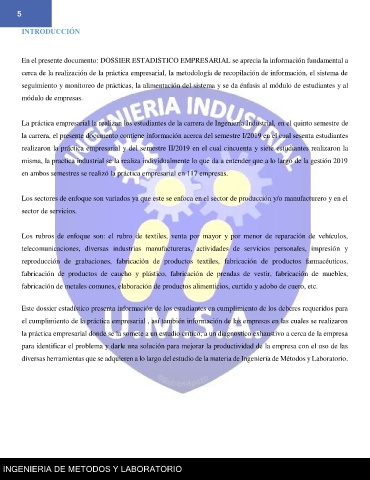 5
INTRODUCCIÓN
En el presente documento: DOSSIER ESTADISTICO EMPRESARIAL se aprecia la información fundamental a
cerca de la realización de la práctica empresarial, la metodología de recopilación de información, el sistema de
seguimiento y monitoreo de prácticas, la alimentación del sistema y se da énfasis al módulo de estudiantes y al
módulo de empresas.
La práctica empresarial la realizan los estudiantes de la carrera de Ingeniería Industrial, en el quinto semestre de
la carrera, el presente documento contiene información acerca del semestre I/2019 en el cual sesenta estudiantes
realizaron la práctica empresarial y del semestre II/2019 en el cual cincuenta y siete estudiantes realizaron la
misma, la practica industrial se la realiza individualmente lo que da a entender que a lo largo de la gestión 2019
en ambos semestres se realizó la práctica empresarial en 117 empresas.
Los sectores de enfoque son variados ya que este se enfoca en el sector de producción y/o manufacturero y en el
sector de servicios.
Los rubros de enfoque son: el rubro de textiles, venta por mayor y por menor de reparación de vehículos,
telecomunicaciones, diversas industrias manufactureras, actividades de servicios personales, impresión y
reproducción de grabaciones, fabricación de productos textiles, fabricación de productos farmacéuticos,
fabricación de productos de caucho y plástico, fabricación de prendas de vestir, fabricación de muebles,
fabricación de metales comunes, elaboración de productos alimenticios, curtido y adobo de cuero, etc.
Este dossier estadístico presenta información de los estudiantes en cumplimiento de los deberes requeridos para
el cumplimiento de la práctica empresarial , así también información de las empresas en las cuales se realizaron
la práctica empresarial donde se la somete a un estudio crítico, a un diagnostico exhaustivo a cerca de la empresa
para identificar el problema y darle una solución para mejorar la productividad de la empresa con el uso de las
diversas herramientas que se adquieren a lo largo del estudio de la materia de Ingeniería de Métodos y Laboratorio.
INGENIERIA INDUSTRIAL
INGENIERIA DE METODOS Y LABORATORIO